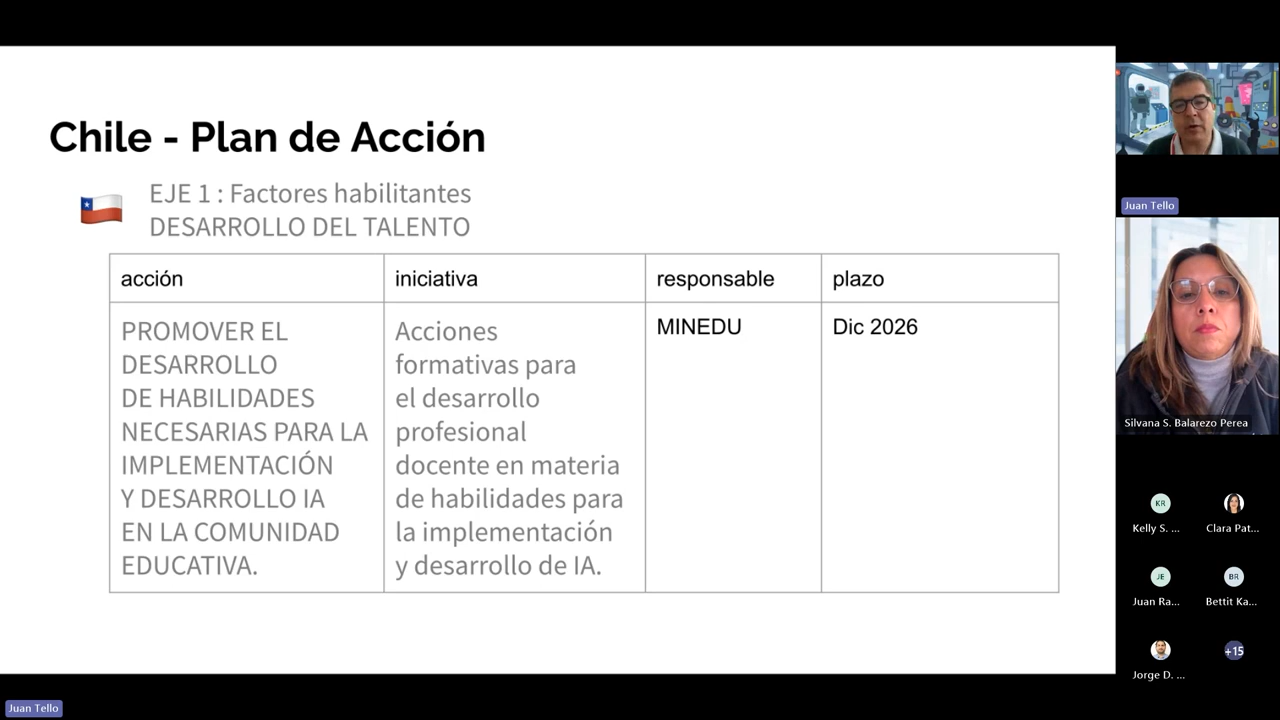 Chile - Plan de Acción
EJE 1 : Factores habilitantes
DESARROLLO DEL TALENTO
acción
iniciativa
responsable
plazo
PROMOVER EL
DESARROLLO
DE HABILIDADES
NECESARIAS PARA LA
IMPLEMENTACIÓN
Y DESARROLLO IA
EN LA COMUNIDAD
EDUCATIVA.
Acciones
formativas para
el desarrollo
profesional
docente en materia
de habilidades para
la implementación
y desarrollo de IA.
MINEDU
Dic 2026
Juan Tello
Silvana S. Balarezo Perea
KR
Kelly S. ...
Clara Pat...
JE
Juan Ra...
BR
Bettit Ka...
Jorge D. ...
+15
Juan Tello